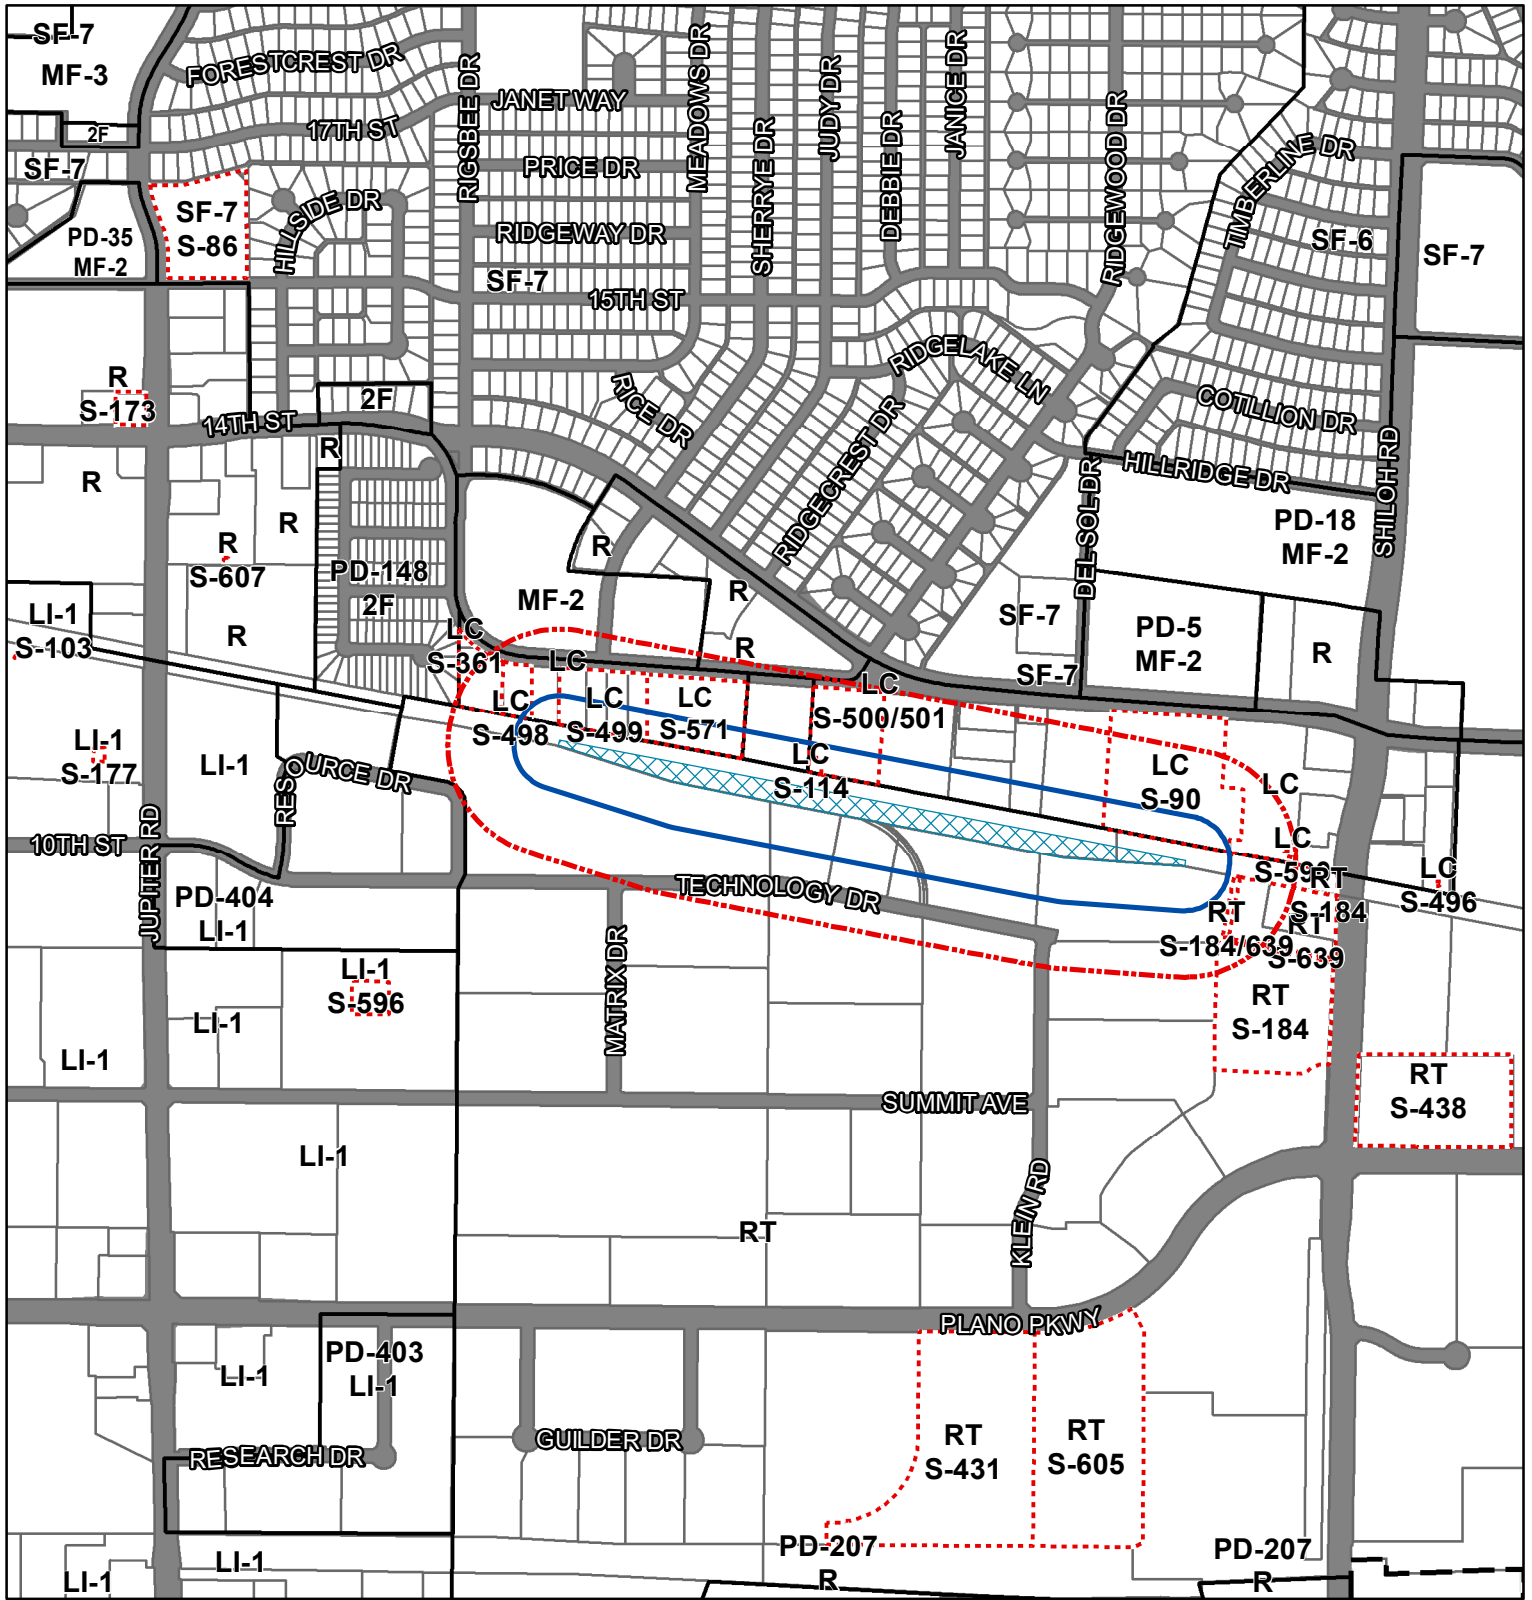 SF-7
MF-3
FORESTCREST DR
2F
17TH ST
SF-7
JANET WAY
PRICE DR
RIGSBEE DR
MEADOWS DR
SHERRYE DR
JUDY DR
DEBBIE DR
JANICE DR
RIDGEWOOD DR
TIMBERLINE DR
SF-7
S-86
PD-35
MF-2
HILLSIDE DR
RIDGEWAY DR
SF-7
15TH ST
SF-6
SF-7
R
S-173
14TH ST
2F
RICE DR
RIDGELAKE LN
RIDGECREST DR
COTILLION DR
HILLRIDGE DR
SHILOH RD
DEL SOL DR
R
R
R
R
S-607
R
PD-148
2F
R
MF-2
R
R
PD-18
MF-2
SF-7
SF-7
PD-5
MF-2
R
LI-1
S-103
LC
S-361
LC
LC
S-498
LC
S-499
LC
S-571
LC
S-500/501
LC
S-114
LC
S-90
LC
LI-1
S-177
LI-1
RESOURCE DR
JUPITER RD
10TH ST
PD-404
LI-1
TECHNOLOGY DR
LC
RT
S-184
LC
S-496
RT
S-184/639
RT
S-639
RT
S-184
LI-1
S-596
LI-1
LI-1
MATRIX DR
SUMMIT AVE
RT
S-438
LI-1
RT
KLEIN RD
PLANO PKWY
PD-403
LI-1
LI-1
RESEARCH DR
GUILDER DR
RT
S-431
RT
S-605
PD-207
R
PD-207
R
LI-1
LI-1